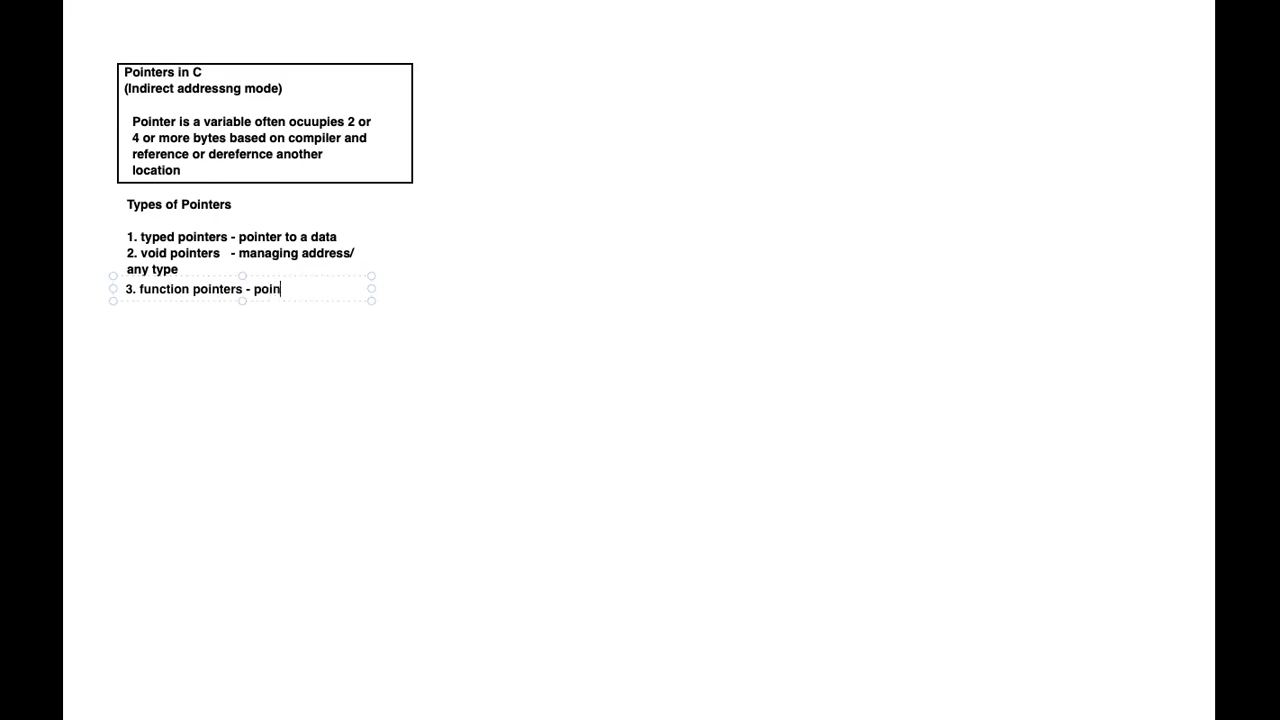 Pointers in C
(Indirect addressng mode)
Pointer is a variable often ocuupies 2 or
4 or more bytes based on compiler and
reference or derefernce another
location
Types of Pointers
1. typed pointers - pointer to a data
2. void pointers   - managing address/
any type
3. function pointers - poin